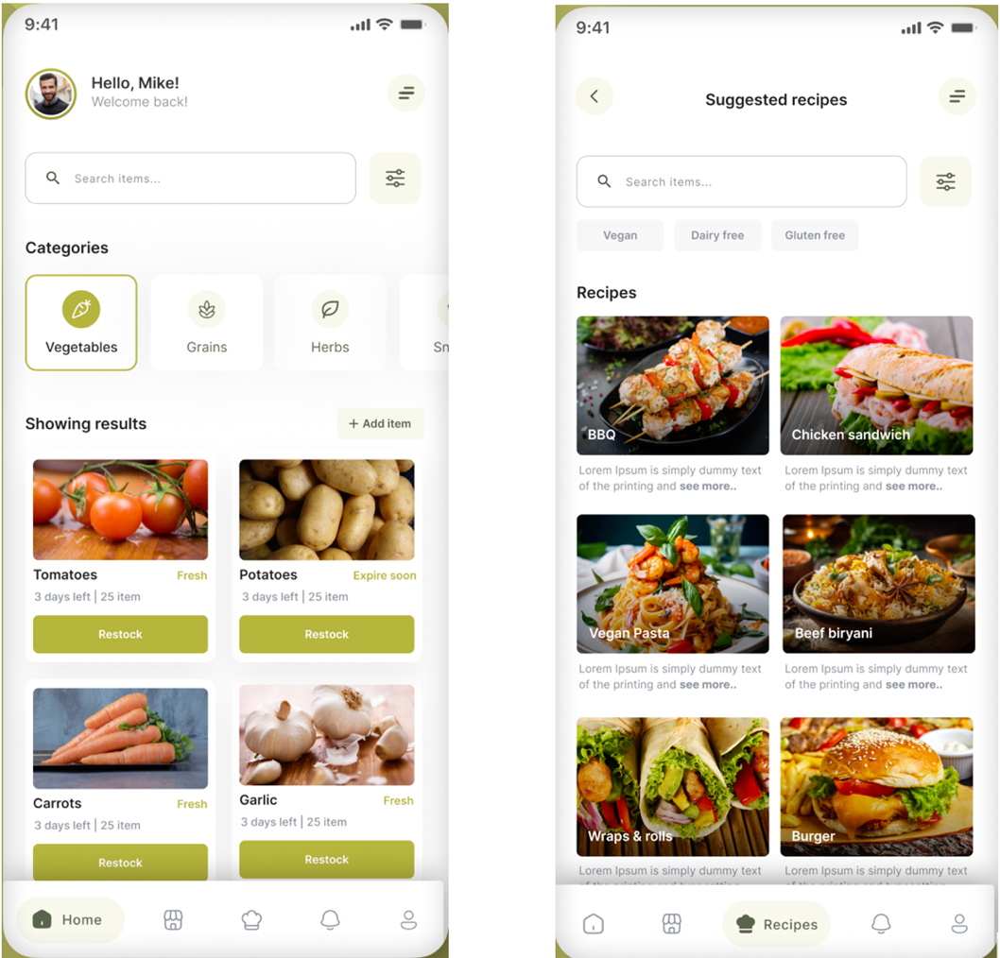 9:41
Hello, Mike!
Welcome back!
Search items...
Categories
Vegetables
Grains
Herbs
Sn
Showing results
+ Add item
Tomatoes
Fresh
3 days left | 25 item
Restock
Potatoes
Expire soon
3 days left | 25 item
Restock
Carrots
Fresh
3 days left | 25 item
Restock
Garlic
Fresh
3 days left | 25 item
Restock
Home
9:41
Suggested recipes
Search items...
Vegan
Dairy free
Gluten free
Recipes
BBQ
Lorem Ipsum is simply dummy text
of the printing and see more..
Chicken sandwich
Lorem Ipsum is simply dummy text
of the printing and see more..
Vegan Pasta
Lorem Ipsum is simply dummy text
of the printing and see more..
Beef biryani
Lorem Ipsum is simply dummy text
of the printing and see more..
Wraps & rolls
Lorem Ipsum is simply dummy text
Burger
Lorem Ipsum is simply dummy text
Recipes